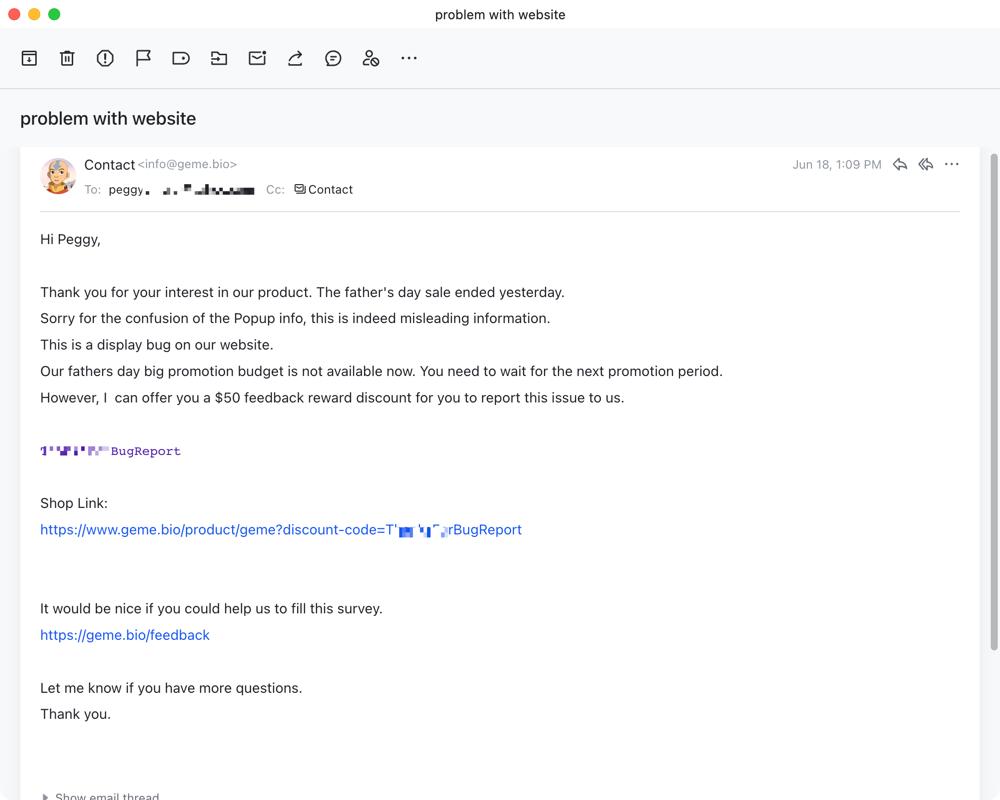 problem with website
problem with website
Contact <info@geme.bio>
Jun 18, 1:09 PM
To: peggy Cc: Contact
Hi Peggy,
Thank you for your interest in our product. The father's day sale ended yesterday.
Sorry for the confusion of the Popup info, this is indeed misleading information.
This is a display bug on our website.
Our fathers day big promotion budget is not available now. You need to wait for the next promotion period.
However, I can offer you a $50 feedback reward discount for you to report this issue to us.
BugReport
Shop Link:
https://www.geme.bio/product/geme?discount-code=T rBugReport
It would be nice if you could help us to fill this survey.
https://geme.bio/feedback
Let me know if you have more questions.
Thank you.
Show email thread